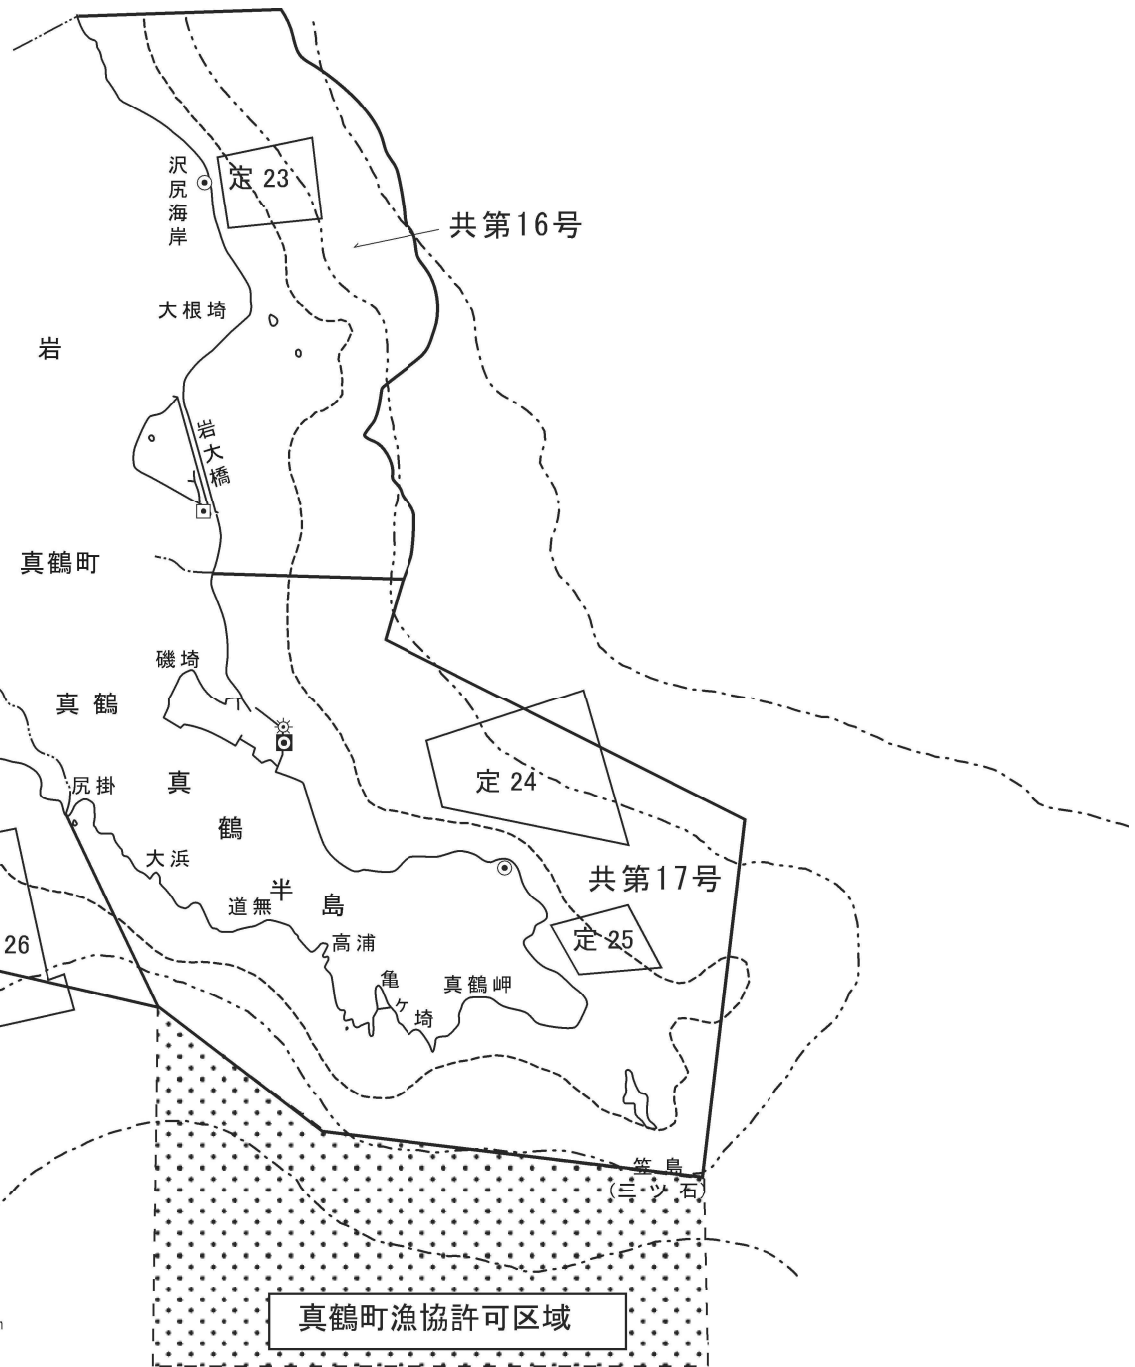 沢尻海岸
定 23
共第16号
大根埼
岩
岩大橋
真鶴町
磯埼
真鶴
尻掛
真鶴半島
定 24
大浜
共第17号
道無
26
高浦
定 25
亀ヶ埼
真鶴岬
笠島
(三ツ石)
真鶴町漁協許可区域